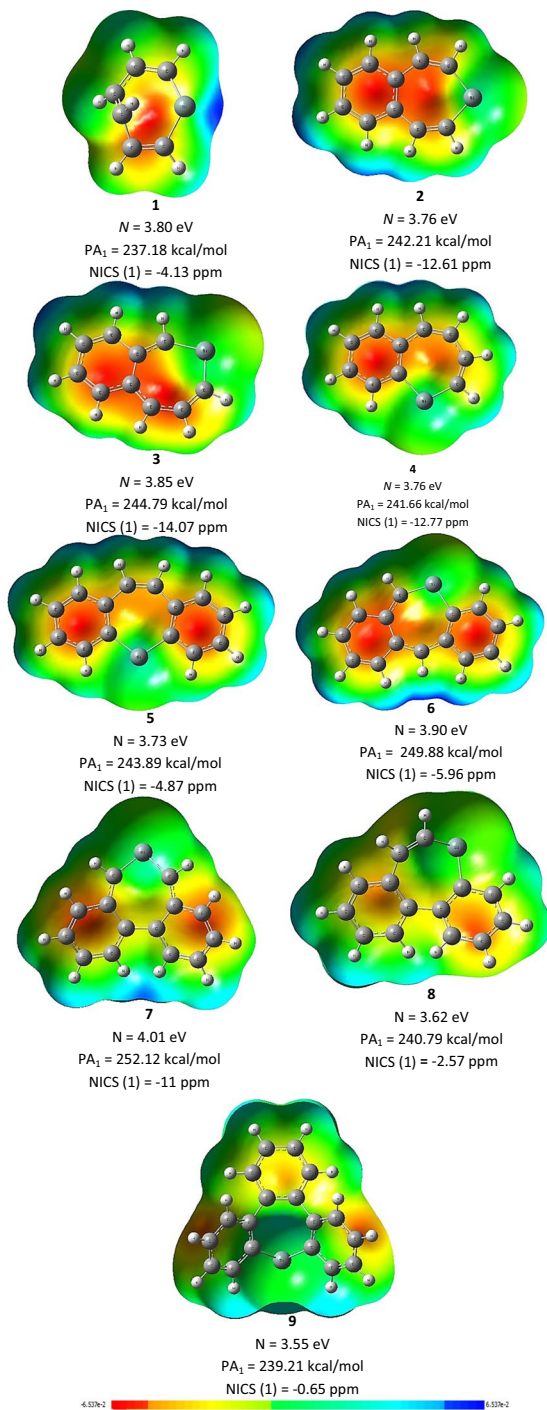 1
2
N = 3.80 eV
N = 3.76 eV
PA₁ = 237.18 kcal/mol
PA₁ = 242.21 kcal/mol
NICS (1) = -4.13 ppm
NICS (1) = -12.61 ppm
3
4
N = 3.85 eV
N = 3.76 eV
PA₁ = 244.79 kcal/mol
PA₁ = 241.66 kcal/mol
NICS (1) = -14.07 ppm
NICS (1) = -12.77 ppm
5
6
N = 3.73 eV
N = 3.90 eV
PA₁ = 243.89 kcal/mol
PA₁ = 249.88 kcal/mol
NICS (1) = -4.87 ppm
NICS (1) = -5.96 ppm
7
8
N = 4.01 eV
N = 3.62 eV
PA₁ = 252.12 kcal/mol
PA₁ = 240.79 kcal/mol
NICS (1) = -11 ppm
NICS (1) = -2.57 ppm
9
N = 3.55 eV
PA₁ = 239.21 kcal/mol
NICS (1) = -0.65 ppm
-6.537e-2
6.537e-2